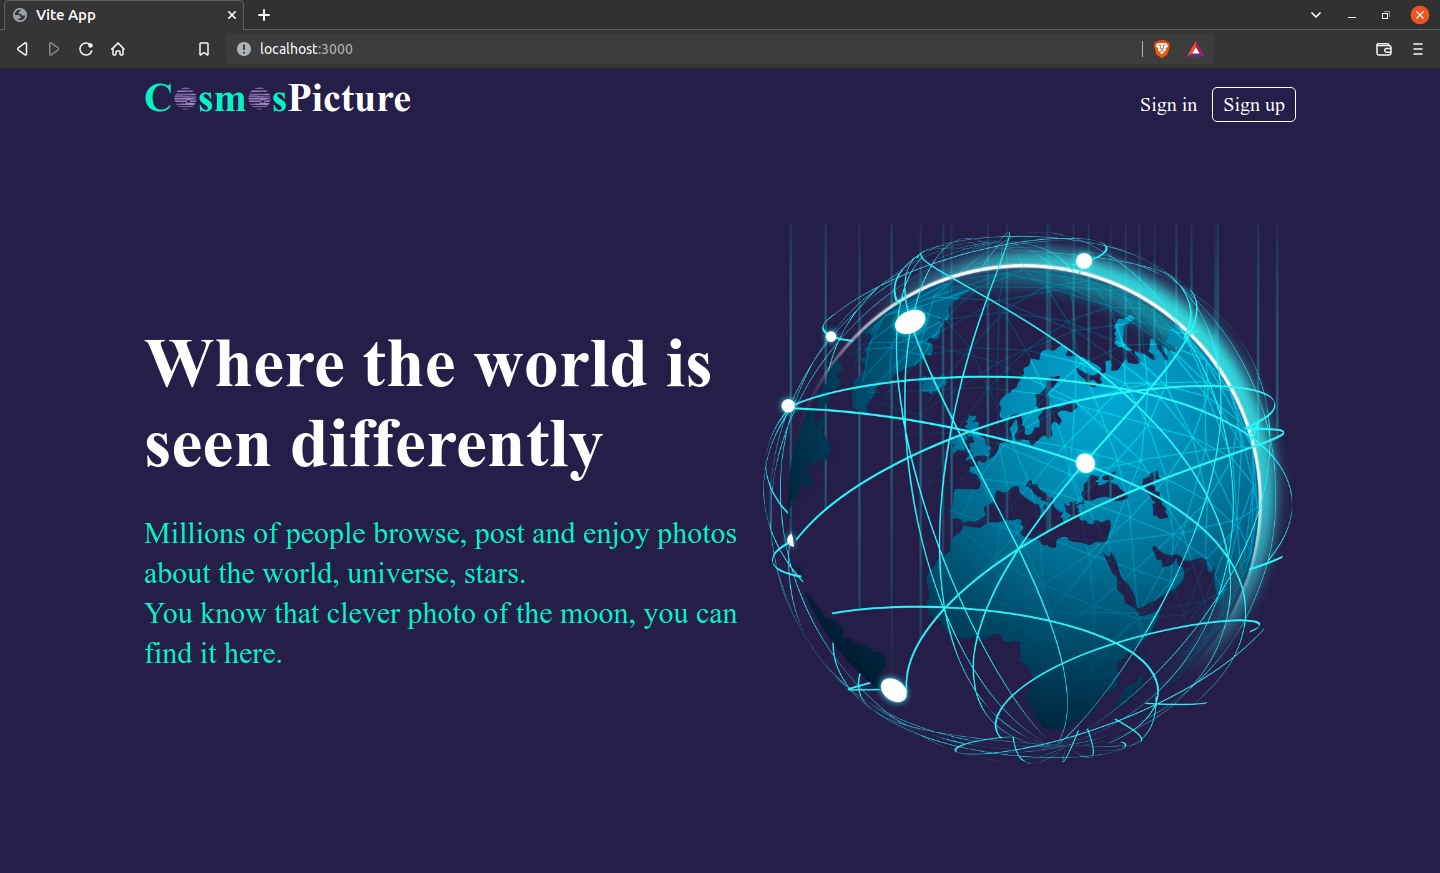 Vite App
localhost:3000
CosmosPicture
Sign in
Sign up
Where the world is
seen differently
Millions of people browse, post and enjoy photos
about the world, universe, stars.
You know that clever photo of the moon, you can
find it here.